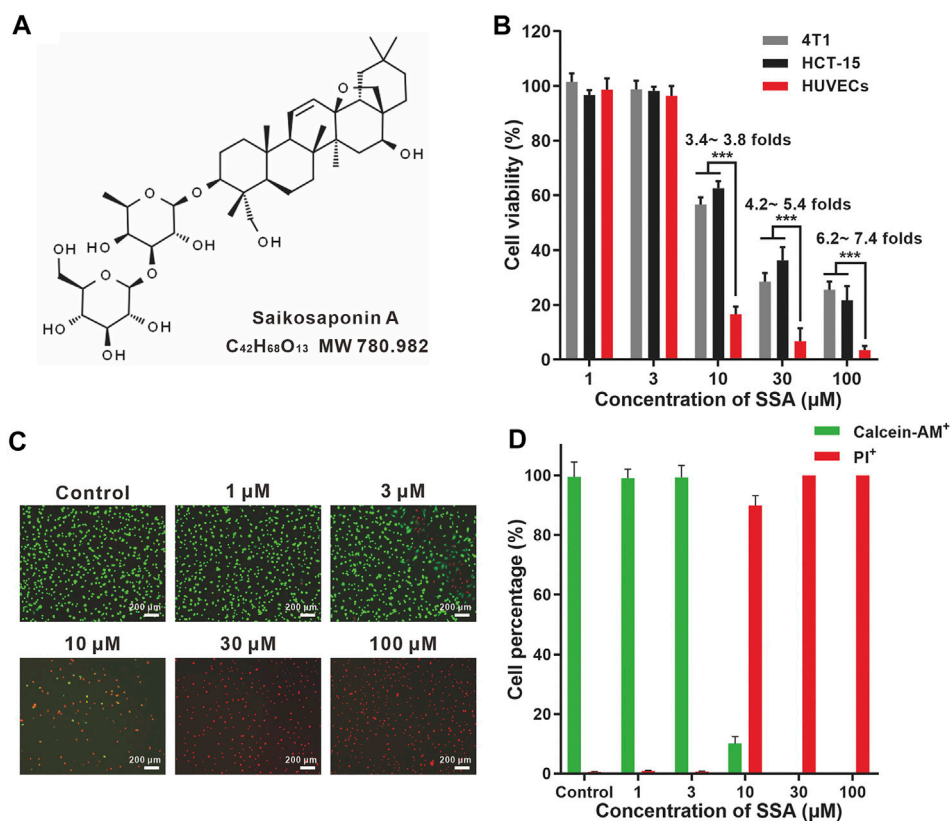 A
O
O
O
HO
OH
HO
OH
OH
O
HO
O
HO
OH
OH
OH
O
Saikosaponin A
C₄₂H₆₈O₁₃ MW 780.982
B
4T1
HCT-15
HUVECs
Cell viability (%)
120
100
80
60
40
20
0
3.4~ 3.8 folds
***
4.2~ 5.4 folds
***
6.2~ 7.4 folds
***
1 3 10 30 100
Concentration of SSA (µM)
C
Control 1 µM 3 µM
200 µm 200 µm 200 µm
10 µM 30 µM 100 µM
200 µm 200 µm 200 µm
D
Calcein-AM⁺
PI⁺
Cell percentage (%)
100
80
60
40
20
0
Control 1 3 10 30 100
Concentration of SSA (µM)